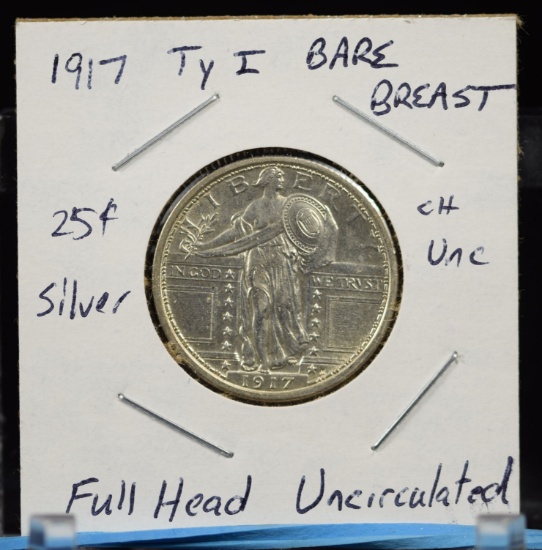 1917 Ty I BARE
BREAST
25¢
Silver
CH
Unc
LIBERTY
IN GOD WE TRUST
1917
Full Head Uncirculated